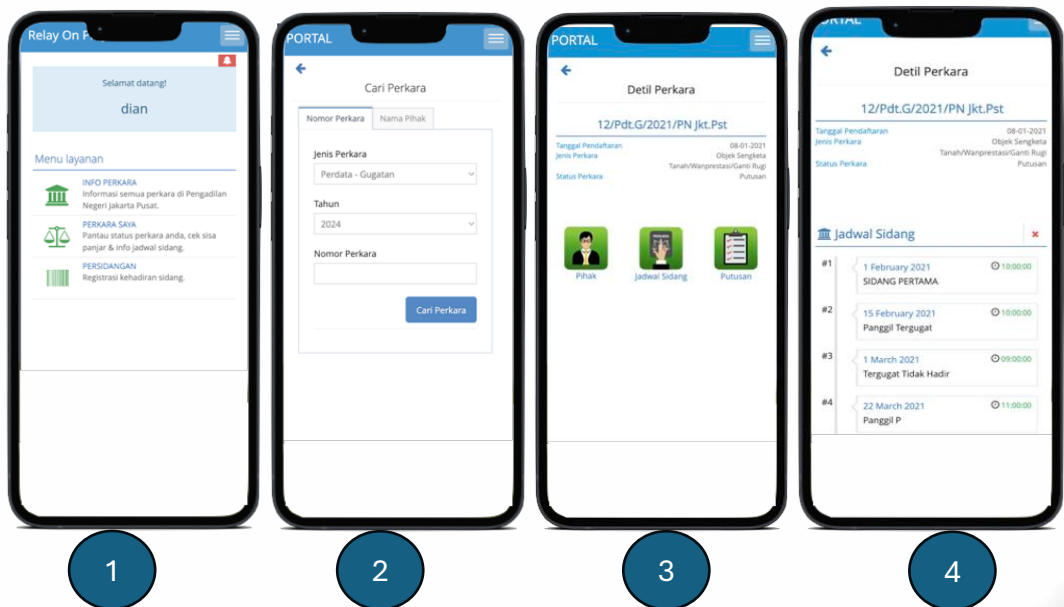 Relay On P
Selamat datang!
dian
Menu layanan
INFO PERKARA
Informasi semua perkara di Pengadilan
Negeri Jakarta Pusat.
PERKARA SAYA
Pantau status perkara anda, cek sisa
panjar & info jadwal sidang.
PERSIDANGAN
Registrasi kehadiran sidang.
1
PORTAL
Cari Perkara
Nomor Perkara Nama Pihak
Jenis Perkara
Perdata - Gugatan
Tahun
2024
Nomor Perkara
Cari Perkara
2
PORTAL
Detil Perkara
12/Pdt.G/2021/PN Jkt.Pst
Tanggal Pendaftaran 08-01-2021
Jenis Perkara Objek Sengketa
Tanah/Wanprestasi/Ganti Rugi
Status Perkara Putusan
Pihak Jadwal Sidang Putusan
3
PORTAL
Detil Perkara
12/Pdt.G/2021/PN Jkt.Pst
Tanggal Pendaftaran 08-01-2021
Jenis Perkara Objek Sengketa
Tanah/Wanprestasi/Ganti Rugi
Status Perkara Putusan
Jadwal Sidang
#1 1 February 2021 10:00:00
SIDANG PERTAMA
#2 15 February 2021 10:00:00
Panggil Tergugat
#3 1 March 2021 09:00:00
Tergugat Tidak Hadir
#4 22 March 2021 11:00:00
Panggil P
4